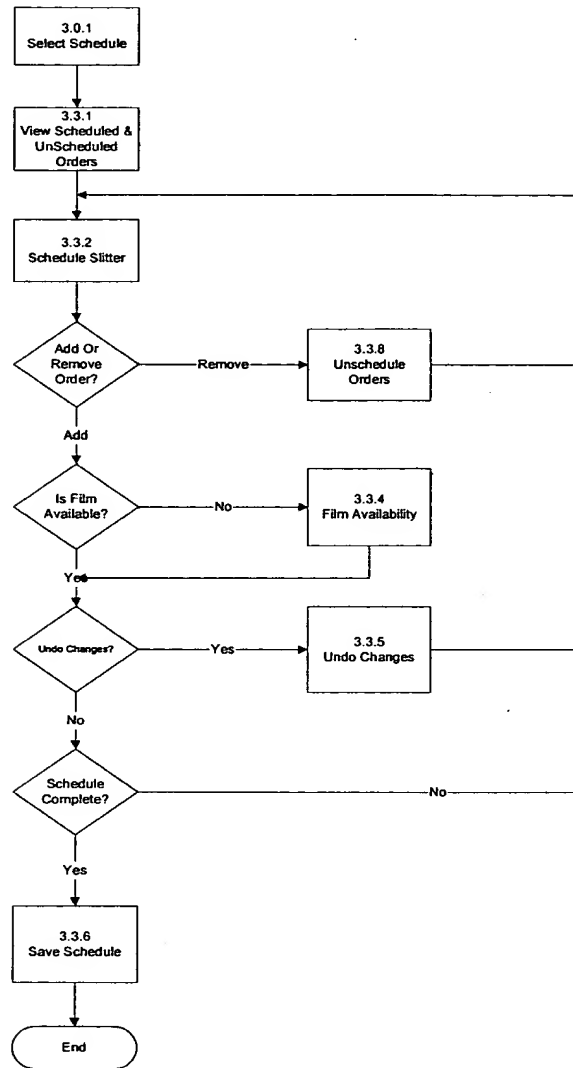 3.0.1
Select Schedule
3.3.1
View Scheduled &
UnScheduled
Orders
3.3.2
Schedule Slitter
Add Or
Remove
Order?
Remove
3.3.8
Unschedule
Orders
Add
Is Film
Available?
No
3.3.4
Film Availability
Yes
Undo Changes?
Yes
3.3.5
Undo Changes
No
Schedule
Complete?
No
Yes
3.3.6
Save Schedule
End